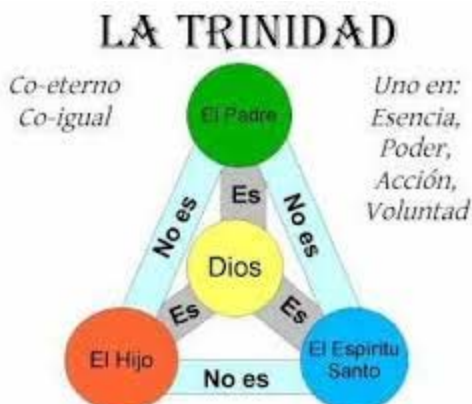 LA TRINIDAD
Co-eterno
Co-igual
Uno en:
Esencia,
Poder,
Acción,
Voluntad
El Padre
Es
No es
No es
Dios
Es
Es
El Hijo
No es
El Espiritu
Santo